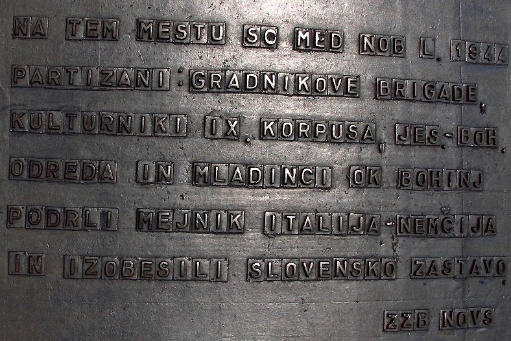 NA TEM MESTU SO MED NOB L. 1944
PARTIZANI GRADNIKOVE BRIGADE,
KULTURNIKI IX. KORPUSA, JES-BOH.
ODREDA IN MLADINCI OK BOHINJ
PODRLI MEJNIK ITALIJA-NEMČIJA
IN IZOBESILI SLOVENSKO ZASTAVO
ZZB NOVS